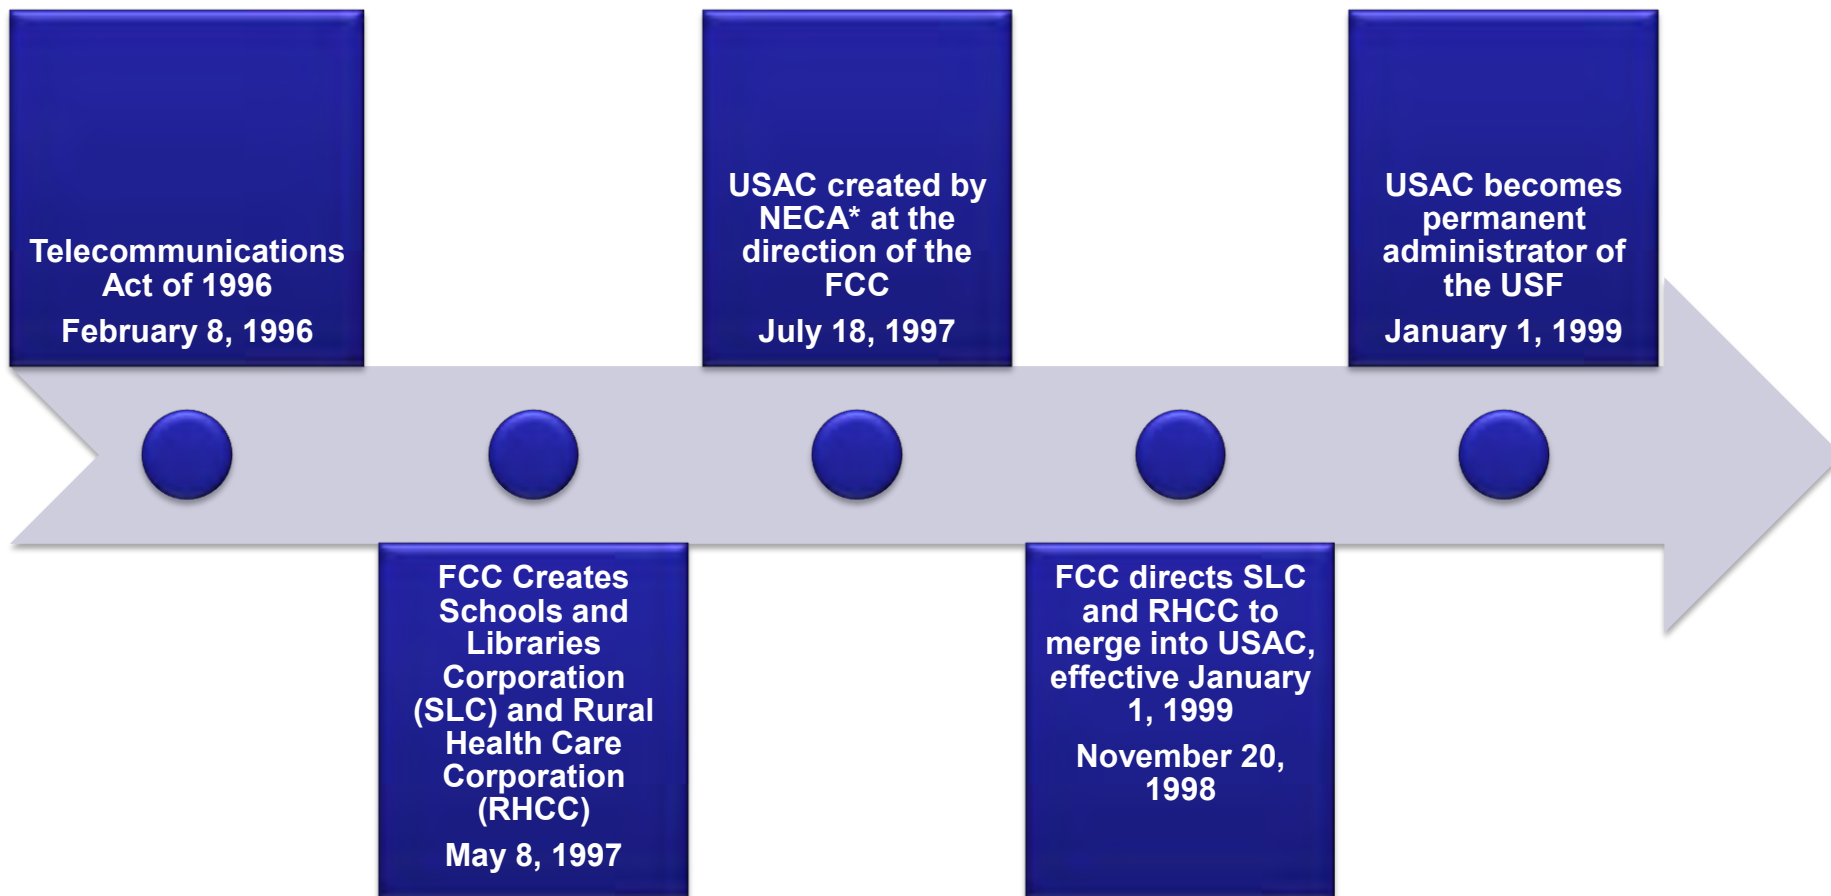 Telecommunications
Act of 1996
February 8, 1996
FCC Creates
Schools and
Libraries
Corporation
(SLC) and Rural
Health Care
Corporation
(RHCC)
May 8, 1997
USAC created by
NECA* at the
direction of the
FCC
July 18, 1997
FCC directs SLC
and RHCC to
merge into USAC,
effective January
1, 1999
November 20,
1998
USAC becomes
permanent
administrator of
the USF
January 1, 1999